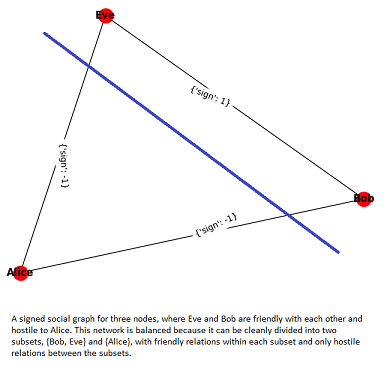 Eve
{'sign': 1}
{'sign': -1}
Bob
{'sign': -1}
Alice
A signed social graph for three nodes, where Eve and Bob are friendly with each other and
hostile to Alice. This network is balanced because it can be cleanly divided into two
subsets, {Bob, Eve} and {Alice}, with friendly relations within each subset and only hostile
relations between the subsets.